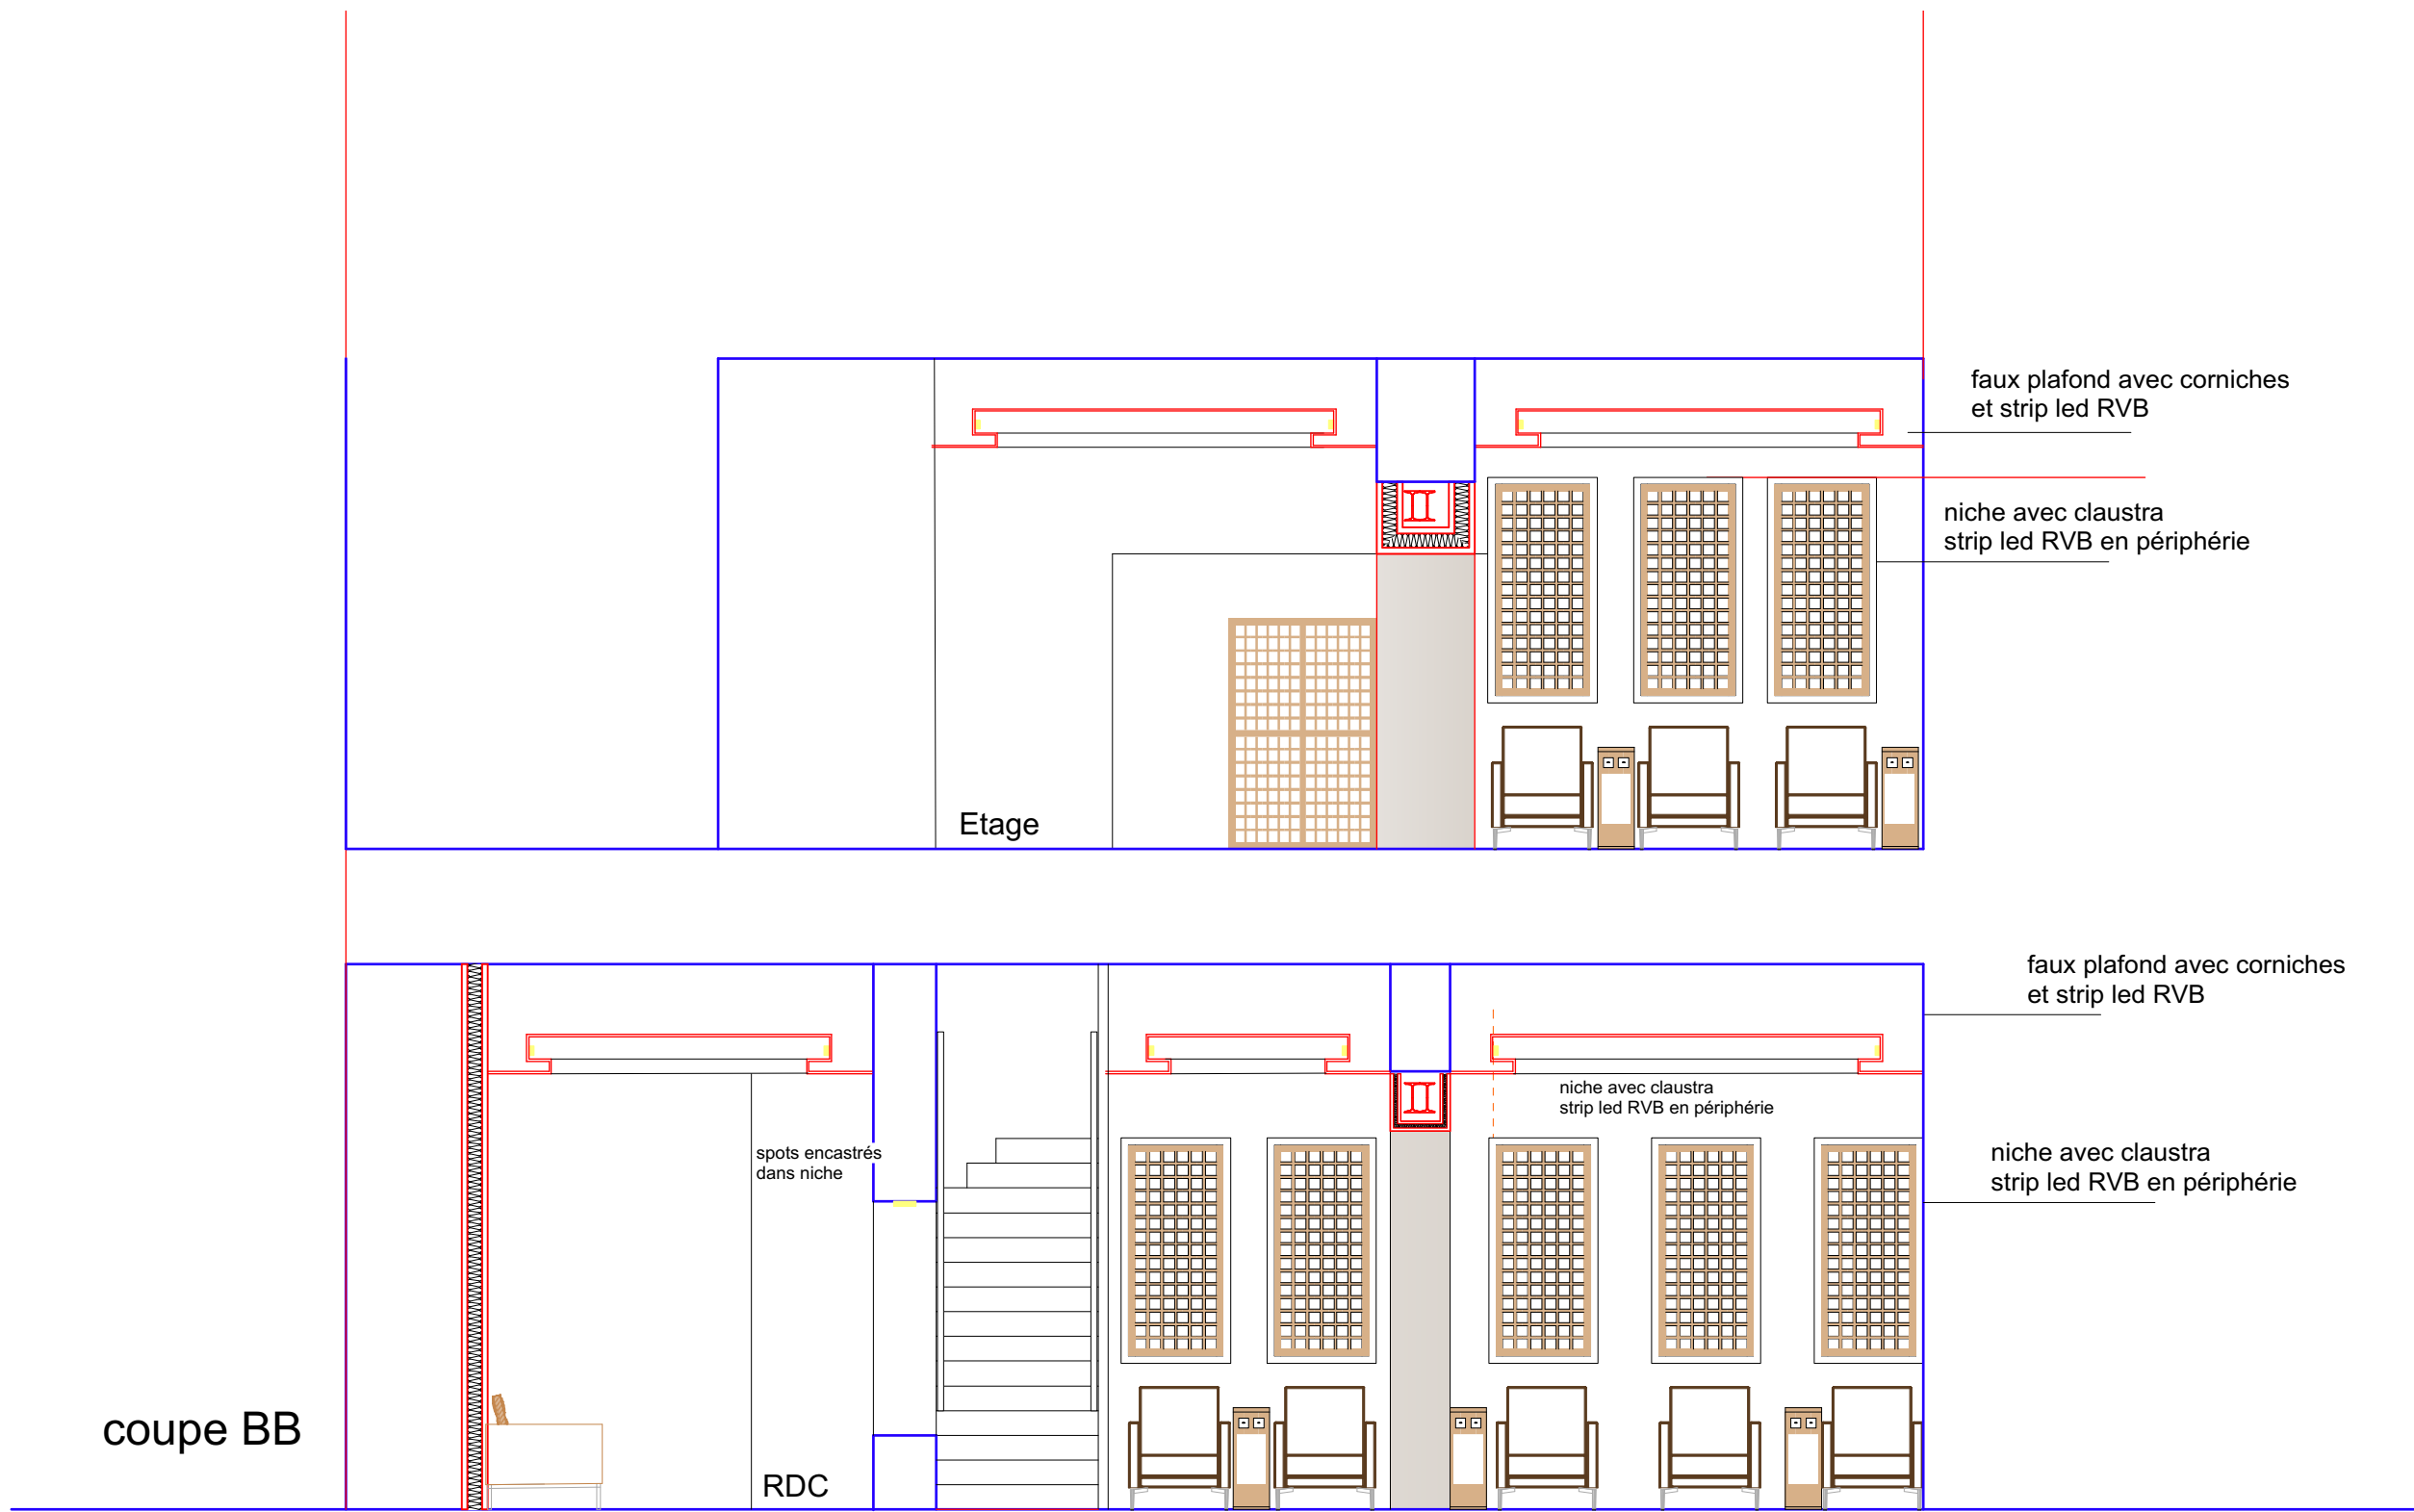 faux plafond avec corniches
et strip led RVB
niche avec claustra
strip led RVB en périphérie
Etage
faux plafond avec corniches
et strip led RVB
niche avec claustra
strip led RVB en périphérie
spots encastrés
dans niche
niche avec claustra
strip led RVB en périphérie
coupe BB
RDC